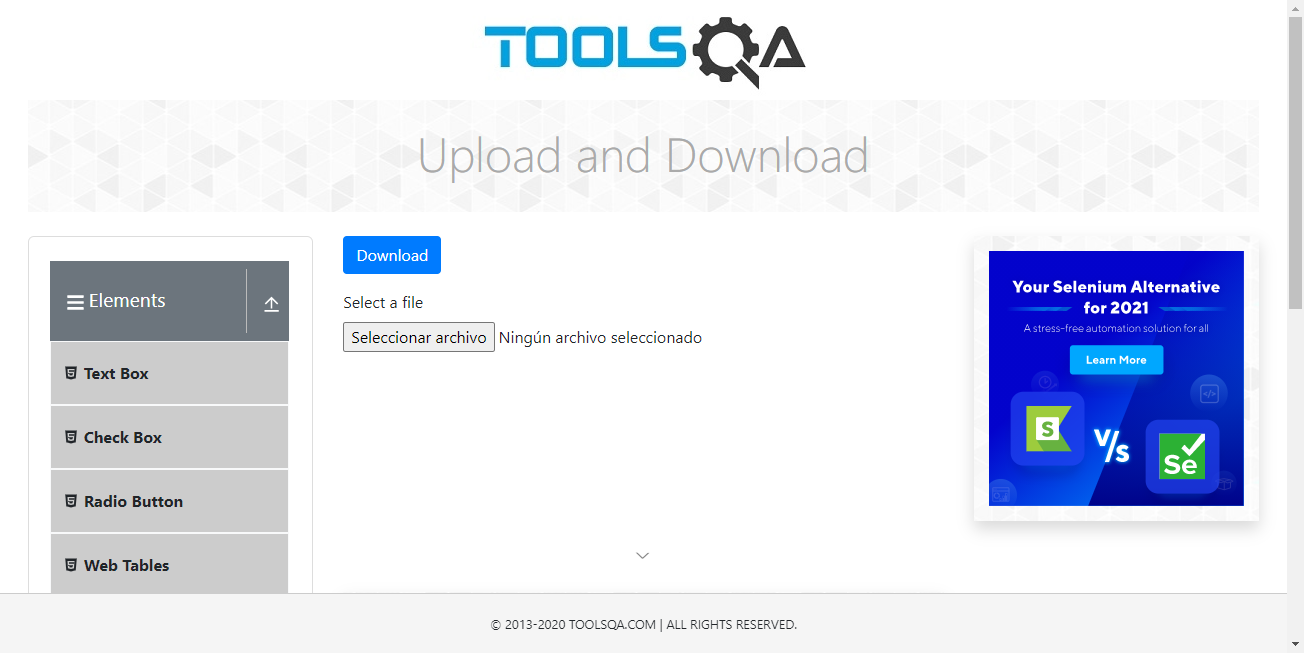 TOOLSQA
Upload and Download
Elements
Text Box
Check Box
Radio Button
Web Tables
Download
Select a file
Seleccionar archivo Ningún archivo seleccionado
Your Selenium Alternative
for 2021
A stress-free automation solution for all
Learn More
S
V/s
Se
© 2013-2020 TOOLSQA.COM | ALL RIGHTS RESERVED.